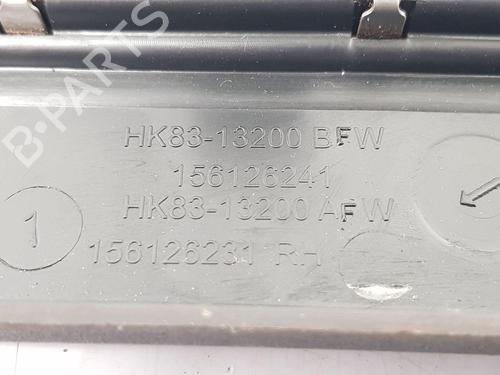 HK83-13200 BFW
156126241
HK83-13200 AFW
156126231 RH
1
B-PARTS